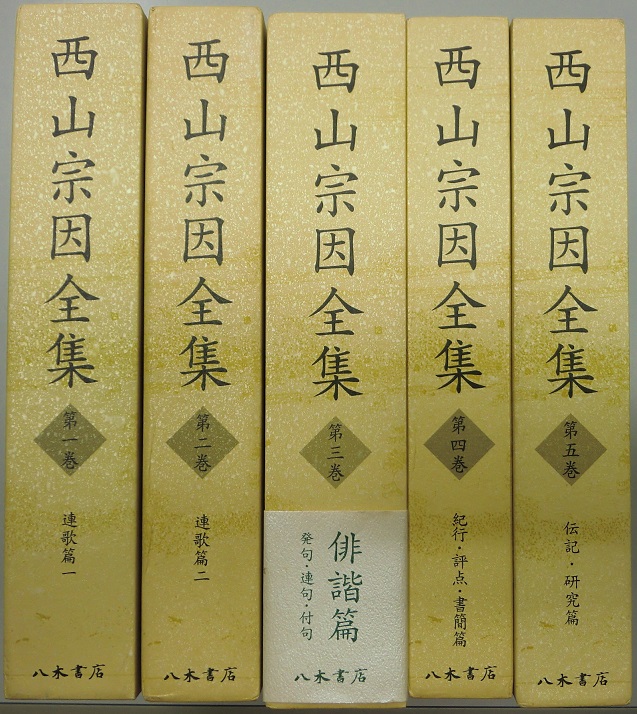 西山宗因全集
第一巻
連歌篇一
八木書店
西山宗因全集
第二巻
連歌篇二
八木書店
西山宗因全集
第三巻
俳諧篇
発句・連句・付句
八木書店
西山宗因全集
第四巻
紀行・評点・書簡篇
八木書店
西山宗因全集
第五巻
伝記・研究篇
八木書店